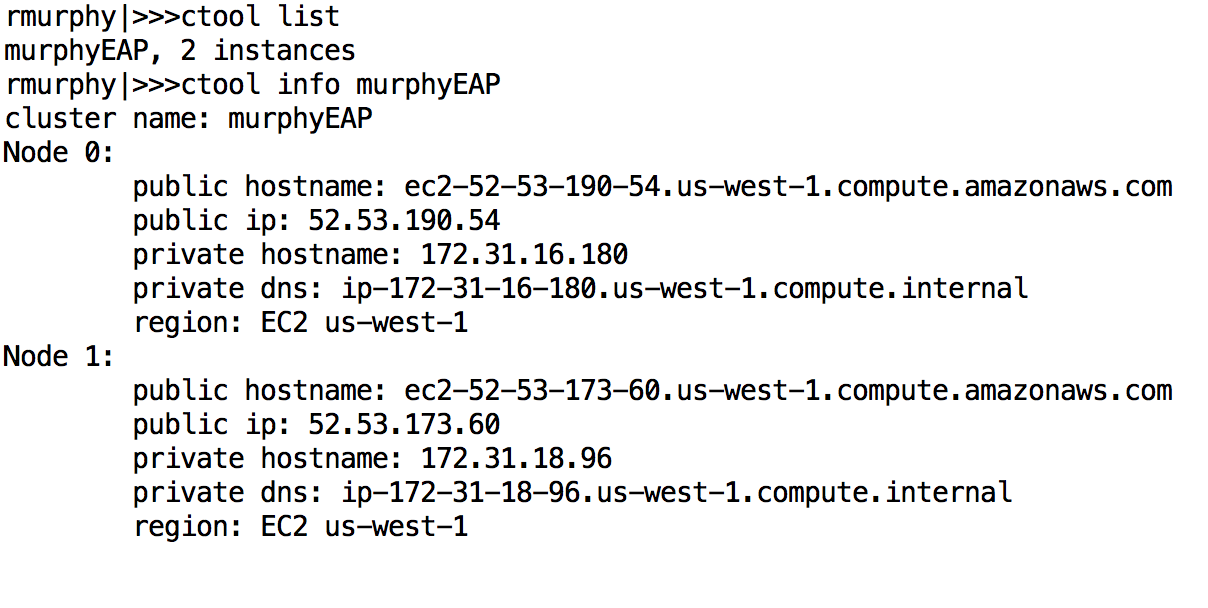 rmurphy|>>>ctool list
murphyEAP, 2 instances
rmurphy|>>>ctool info murphyEAP
cluster name: murphyEAP
Node 0:
public hostname: ec2-52-53-190-54.us-west-1.compute.amazonaws.com
public ip: 52.53.190.54
private hostname: 172.31.16.180
private dns: ip-172-31-16-180.us-west-1.compute.internal
region: EC2 us-west-1
Node 1:
public hostname: ec2-52-53-173-60.us-west-1.compute.amazonaws.com
public ip: 52.53.173.60
private hostname: 172.31.18.96
private dns: ip-172-31-18-96.us-west-1.compute.internal
region: EC2 us-west-1